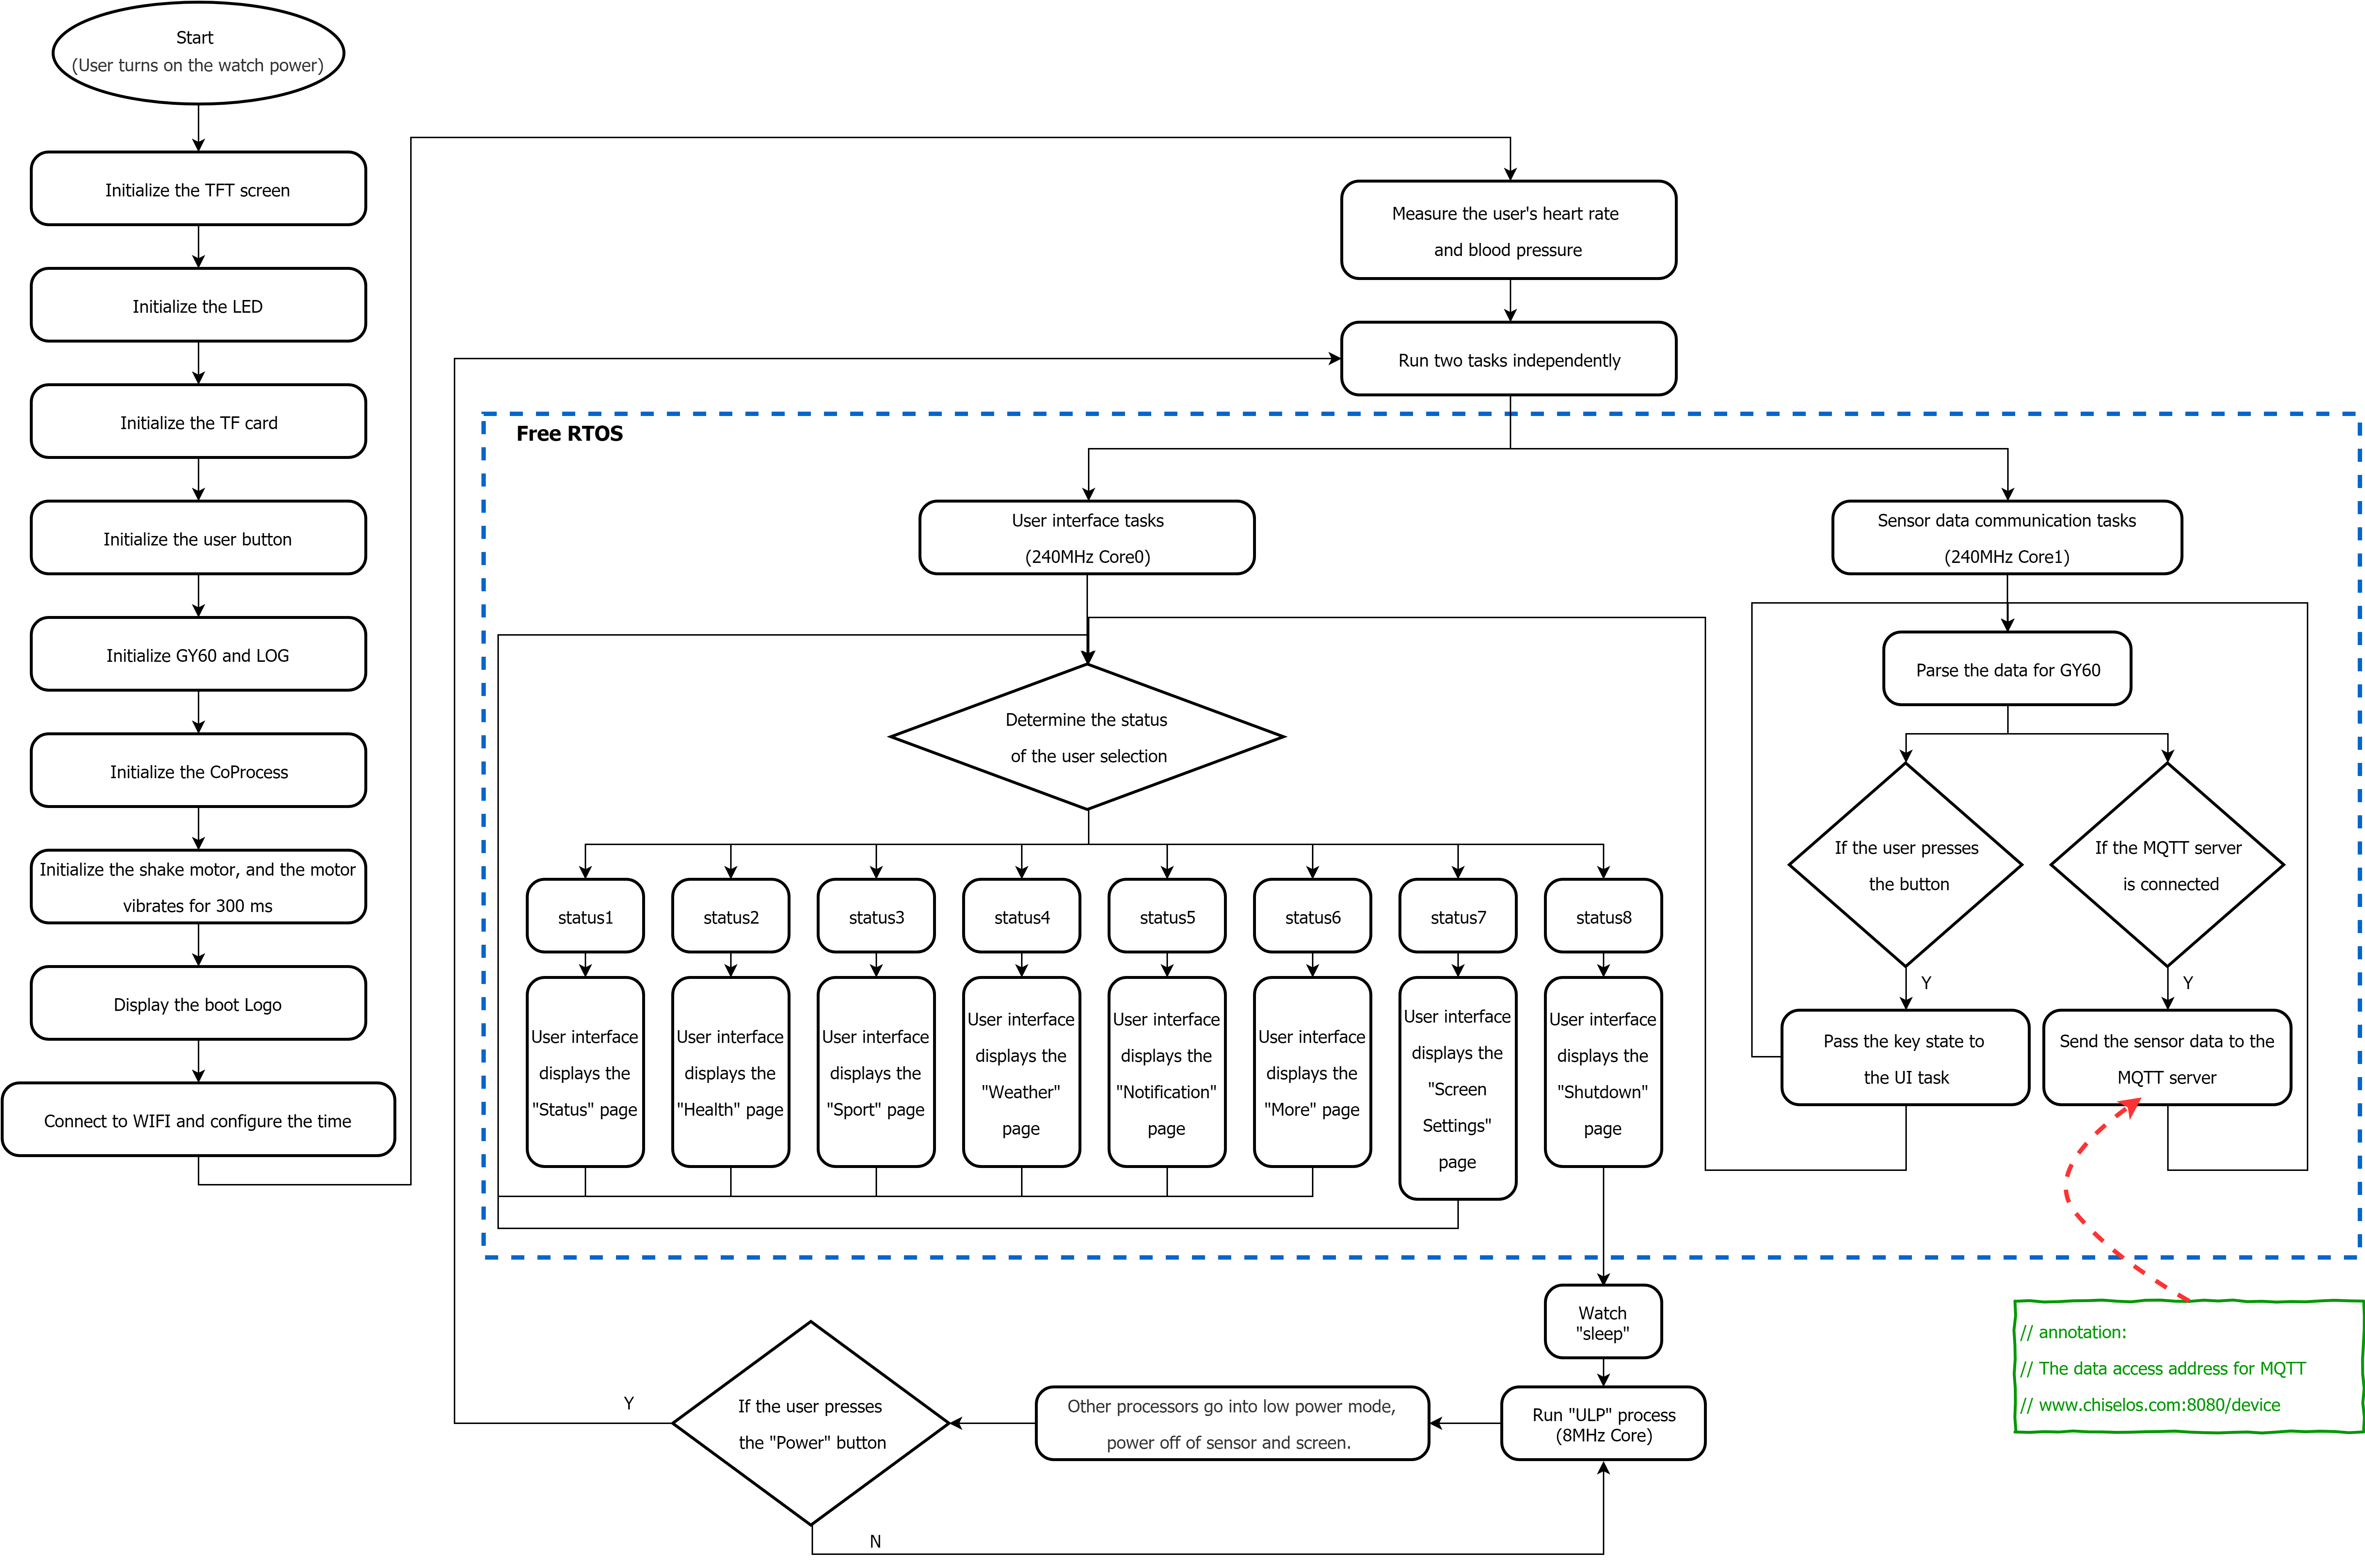 Start
(User turns on the watch power)
Initialize the TFT screen
Initialize the LED
Initialize the TF card
Initialize the user button
Initialize GY60 and LOG
Initialize the CoProcess
Initialize the shake motor, and the motor
vibrates for 300 ms
Display the boot Logo
Connect to WIFI and configure the time
Measure the user's heart rate
and blood pressure
Run two tasks independently
Free RTOS
User interface tasks
(240MHz Core0)
Sensor data communication tasks
(240MHz Core1)
Determine the status
of the user selection
status1
status2
status3
status4
status5
status6
status7
status8
User interface
displays the
"Status" page
User interface
displays the
"Health" page
User interface
displays the
"Sport" page
User interface
displays the
"Weather"
page
User interface
displays the
"Notification"
page
User interface
displays the
"More" page
User interface
displays the
"Screen
Settings"
page
User interface
displays the
"Shutdown"
page
Parse the data for GY60
If the user presses
the button
If the MQTT server
is connected
Y
Y
Pass the key state to
the UI task
Send the sensor data to the
MQTT server
Watch
"sleep"
Run "ULP" process
(8MHz Core)
Other processors go into low power mode,
power off of sensor and screen.
If the user presses
the "Power" button
Y
N
// annotation:
// The data access address for MQTT
// www.chiselos.com:8080/device